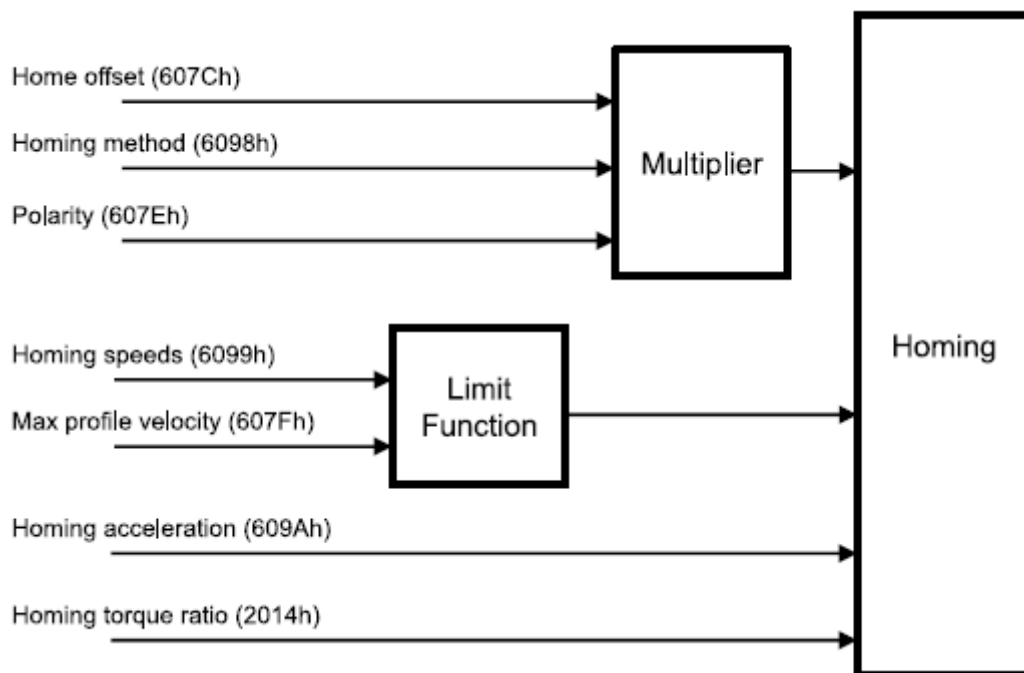 Home offset (607Ch)
Homing method (6098h)
Polarity (607Eh)
Multiplier
Homing speeds (6099h)
Max profile velocity (607Fh)
Limit
Function
Homing
Homing acceleration (609Ah)
Homing torque ratio (2014h)